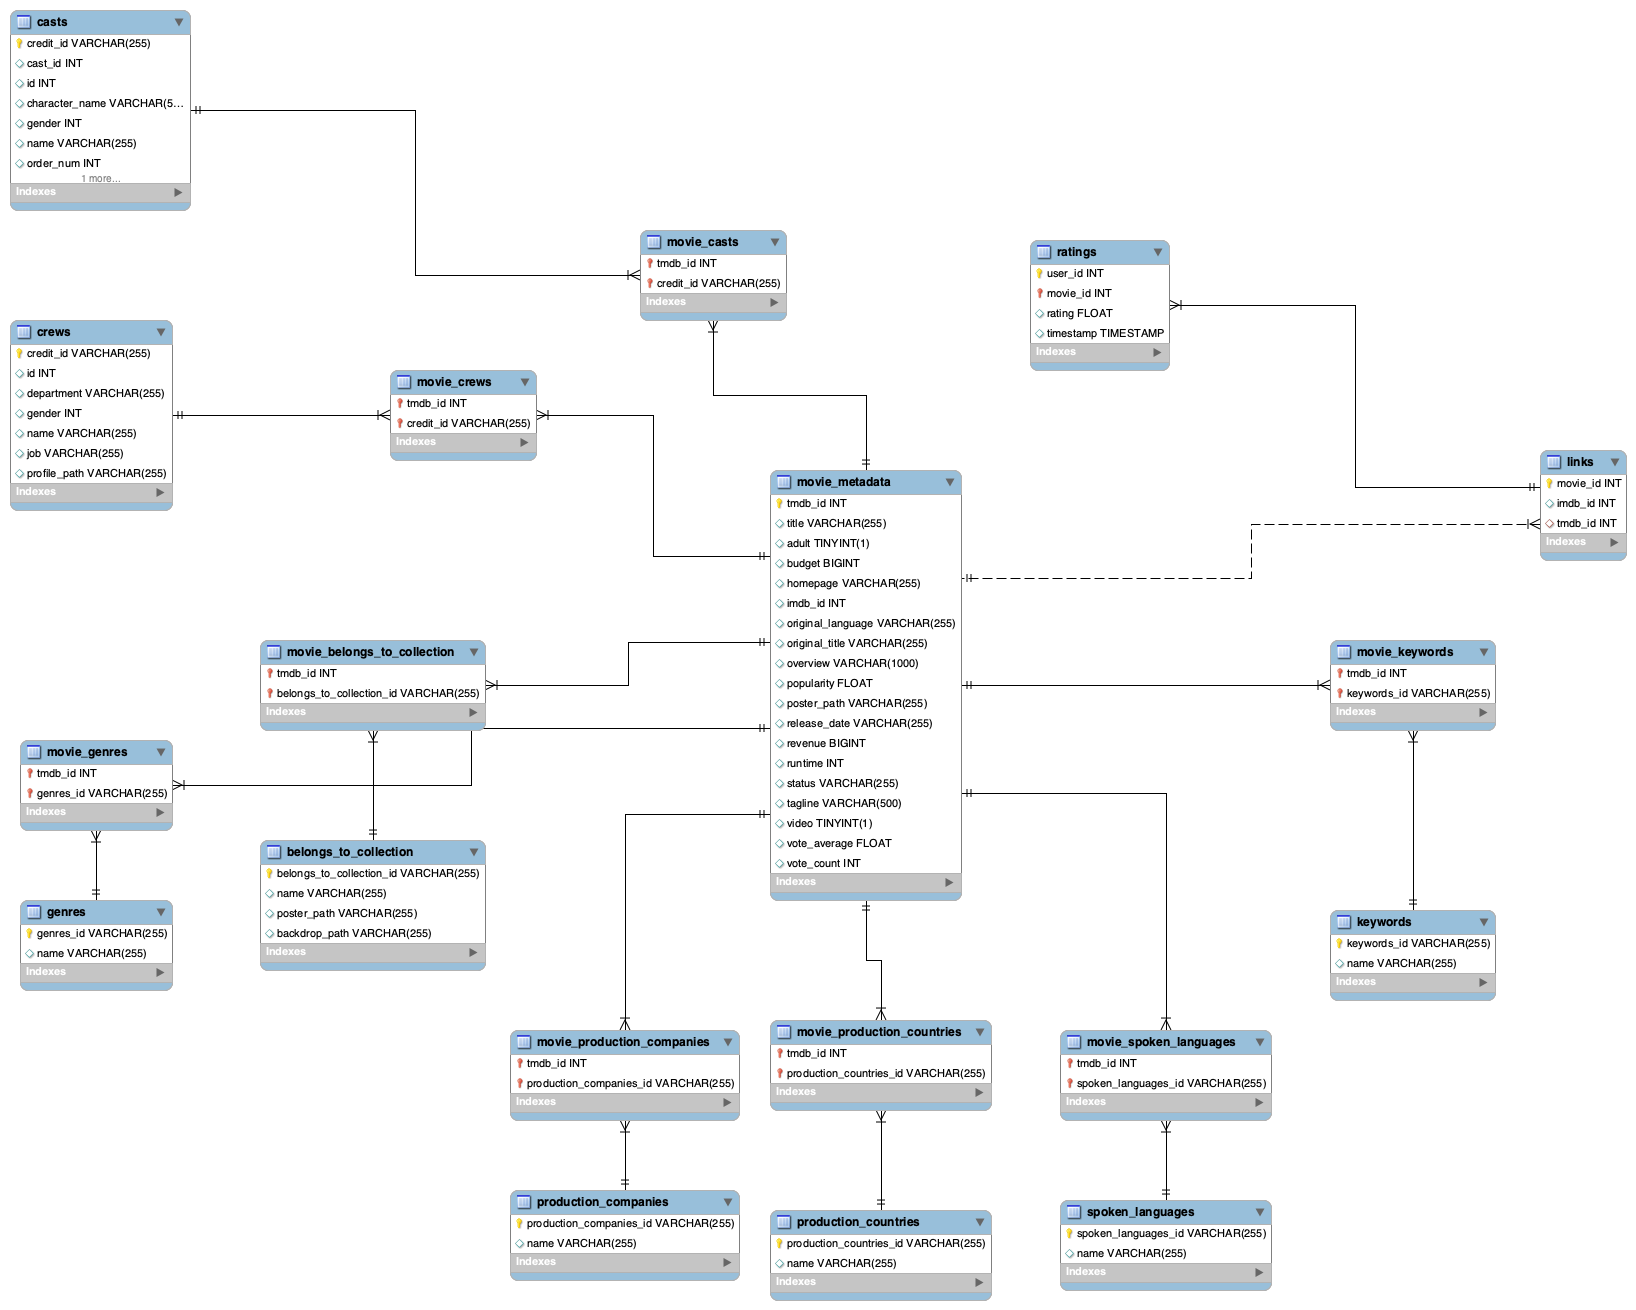 casts
credit_id VARCHAR(255)
cast_id INT
id INT
character_name VARCHAR(5...
gender INT
name VARCHAR(255)
order_num INT
1 more...
Indexes
movie_casts
tmdb_id INT
credit_id VARCHAR(255)
Indexes
ratings
user_id INT
movie_id INT
rating FLOAT
timestamp TIMESTAMP
Indexes
crews
credit_id VARCHAR(255)
id INT
department VARCHAR(255)
gender INT
name VARCHAR(255)
job VARCHAR(255)
profile_path VARCHAR(255)
Indexes
movie_crews
tmdb_id INT
credit_id VARCHAR(255)
Indexes
links
movie_id INT
imdb_id INT
tmdb_id INT
Indexes
movie_metadata
tmdb_id INT
title VARCHAR(255)
adult TINYINT(1)
budget BIGINT
homepage VARCHAR(255)
imdb_id INT
original_language VARCHAR(255)
original_title VARCHAR(255)
overview VARCHAR(1000)
popularity FLOAT
poster_path VARCHAR(255)
release_date VARCHAR(255)
revenue BIGINT
runtime INT
status VARCHAR(255)
tagline VARCHAR(500)
video TINYINT(1)
vote_average FLOAT
vote_count INT
Indexes
movie_belongs_to_collection
tmdb_id INT
belongs_to_collection_id VARCHAR(255)
Indexes
movie_keywords
tmdb_id INT
keywords_id VARCHAR(255)
Indexes
movie_genres
tmdb_id INT
genres_id VARCHAR(255)
Indexes
belongs_to_collection
belongs_to_collection_id VARCHAR(255)
name VARCHAR(255)
poster_path VARCHAR(255)
backdrop_path VARCHAR(255)
Indexes
genres
genres_id VARCHAR(255)
name VARCHAR(255)
Indexes
keywords
keywords_id VARCHAR(255)
name VARCHAR(255)
Indexes
movie_production_companies
tmdb_id INT
production_companies_id VARCHAR(255)
Indexes
movie_production_countries
tmdb_id INT
production_countries_id VARCHAR(255)
Indexes
movie_spoken_languages
tmdb_id INT
spoken_languages_id VARCHAR(255)
Indexes
production_companies
production_companies_id VARCHAR(255)
name VARCHAR(255)
Indexes
production_countries
production_countries_id VARCHAR(255)
name VARCHAR(255)
Indexes
spoken_languages
spoken_languages_id VARCHAR(255)
name VARCHAR(255)
Indexes